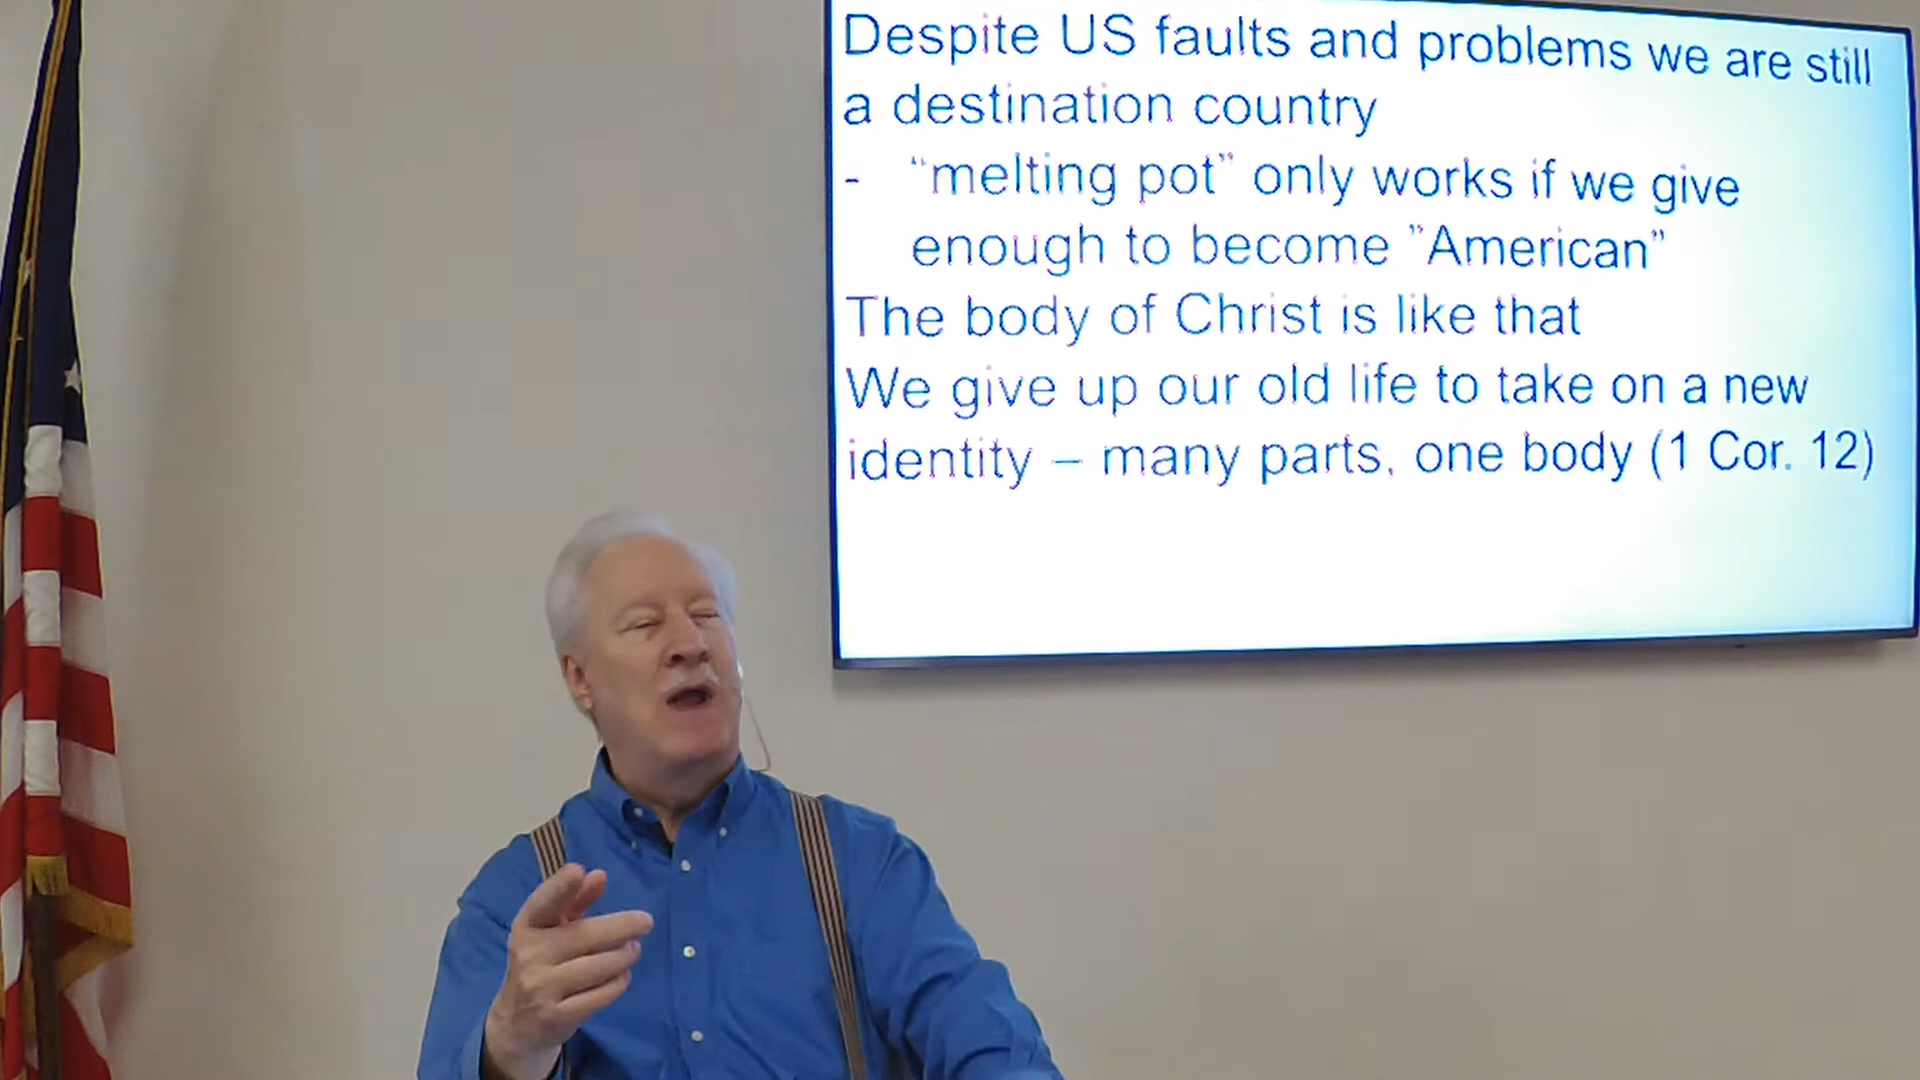 Despite US faults and problems we are still
a destination country
- “melting pot” only works if we give
enough to become ”American”
The body of Christ is like that
We give up our old life to take on a new
identity – many parts, one body (1 Cor. 12)